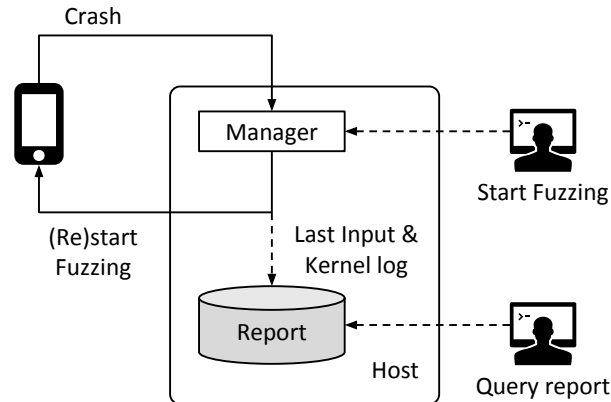 Crash
Manager
>-
Start Fuzzing
(Re)start
Fuzzing
Last Input &
Kernel log
Report
>-
Host
Query report